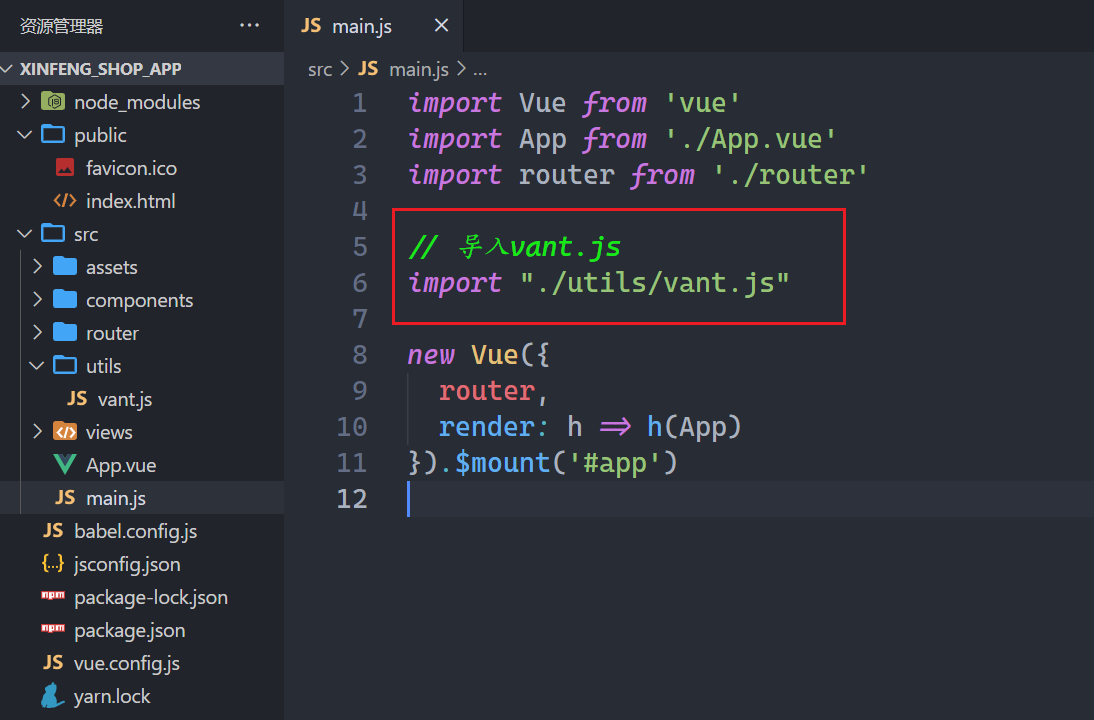 资源管理器 ···
JS main.js ×
XINFENG_SHOP_APP
src > JS main.js > ...
node_modules
public
favicon.ico
index.html
src
assets
components
router
utils
JS vant.js
views
App.vue
JS main.js
JS babel.config.js
{..} jsconfig.json
npm package-lock.json
npm package.json
JS vue.config.js
yarn.lock
1 import Vue from 'vue'
2 import App from './App.vue'
3 import router from './router'
4
5 // 导入vant.js
6 import "./utils/vant.js"
7
8 new Vue({
9 router,
10 render: h => h(App)
11 }).$mount('#app')
12